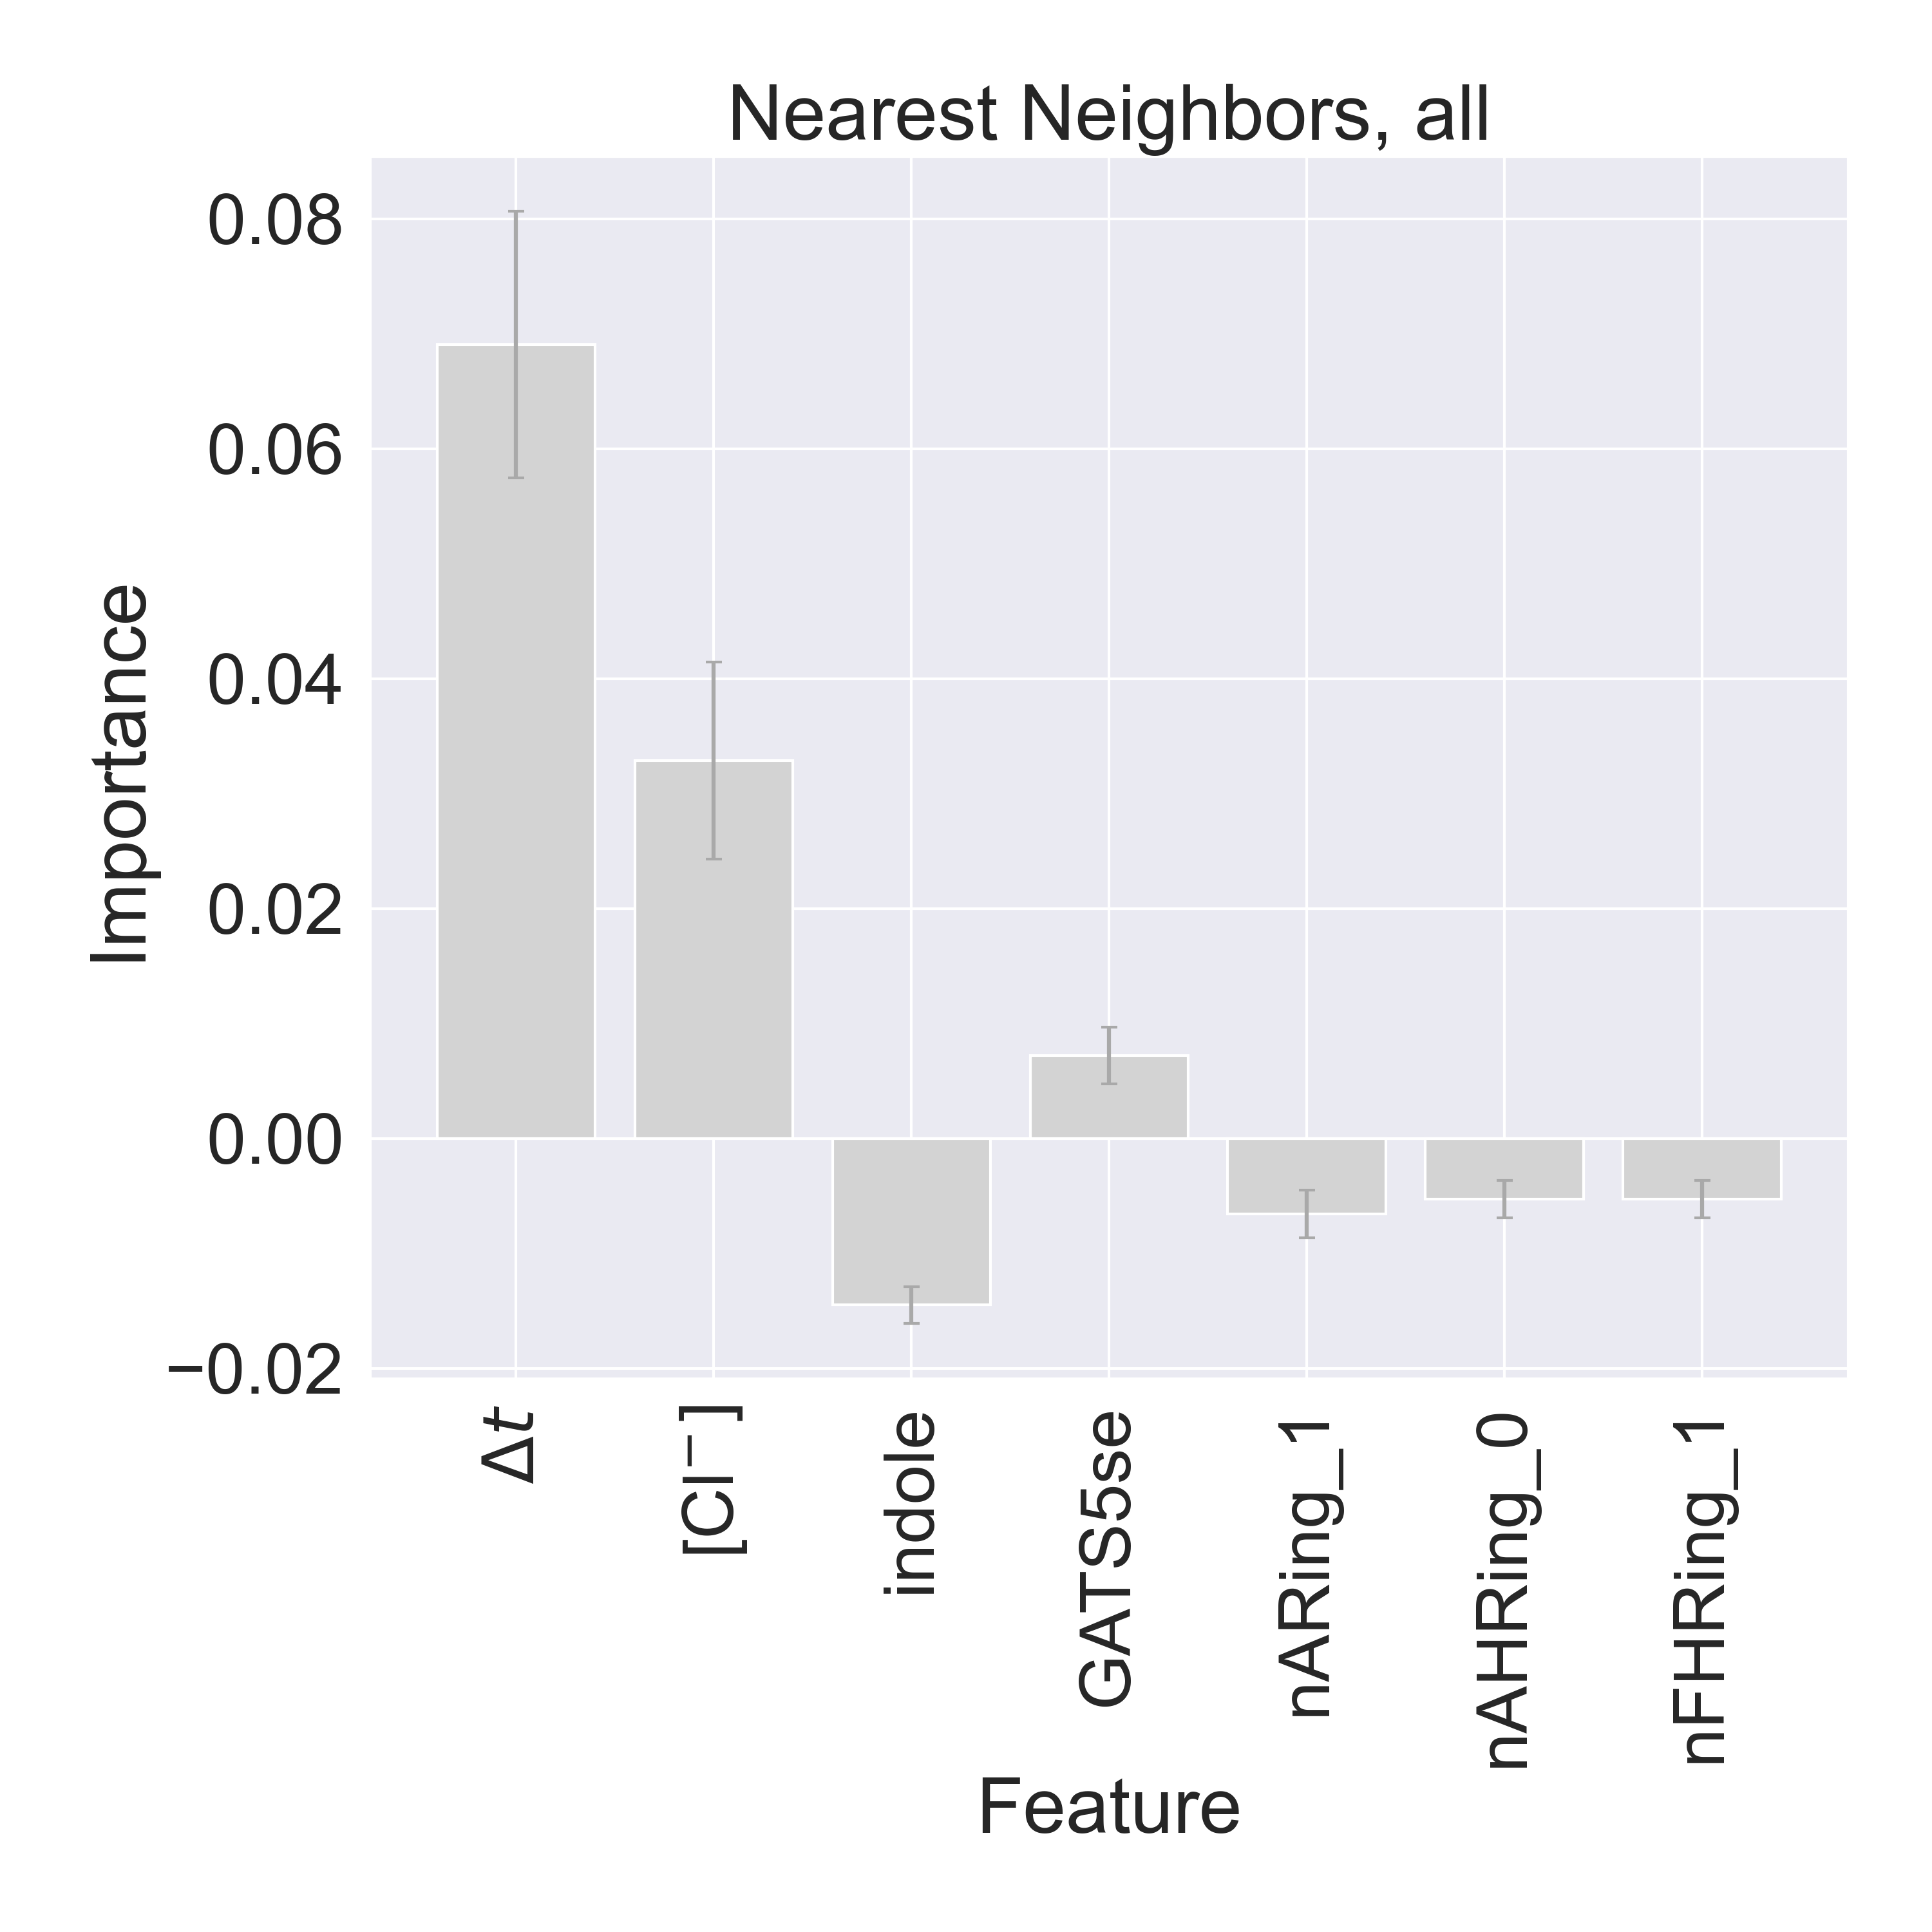 Nearest Neighbors, all
0.08
0.06
0.04
0.02
0.00
−0.02
Importance
Δt
[Cl⁻]
indole
GATS5se
nARing_1
nAHRing_0
nFHRing_1
Feature